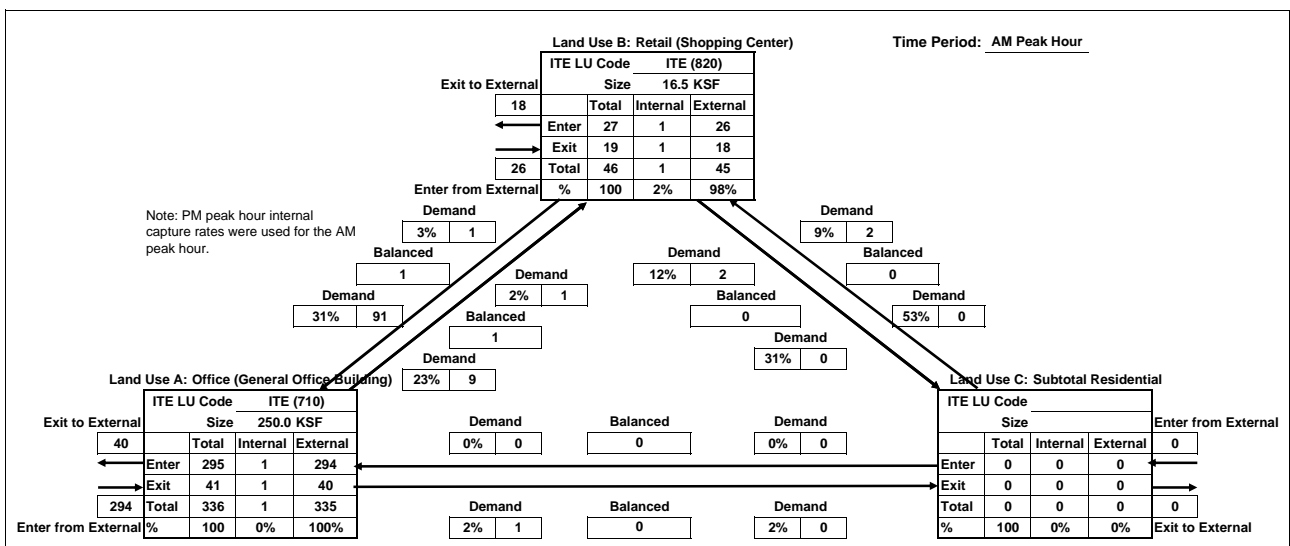 Land Use B: Retail (Shopping Center)
Time Period: AM Peak Hour
ITE LU Code ITE (820)
Exit to External Size 16.5 KSF
18 Total Internal External
Enter 27 1 26
Exit 19 1 18
26 Total 46 1 45
Enter from External % 100 2% 98%
Note: PM peak hour internal
capture rates were used for the AM
peak hour.
Demand
3% 1
Balanced
1
Demand
31% 91
Demand
2% 1
Balanced
1
Demand
23% 9
Demand
12% 2
Balanced
0
Demand
31% 0
Demand
9% 2
Balanced
0
Demand
53% 0
Land Use A: Office (General Office Building)
ITE LU Code ITE (710)
Exit to External Size 250.0 KSF
40 Total Internal External
Enter 295 1 294
Exit 41 1 40
294 Total 336 1 335
Enter from External % 100 0% 100%
Demand Balanced Demand
0% 0 0 0% 0
Demand Balanced Demand
2% 1 0 2% 0
Land Use C: Subtotal Residential
ITE LU Code
Size Enter from External
Total Internal External 0
Enter 0 0 0
Exit 0 0 0
Total 0 0 0 0
% 100 0% 0% Exit to External